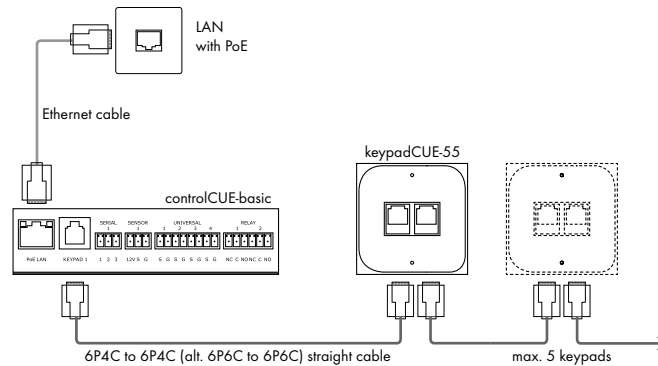 LAN
with PoE
Ethernet cable
keypadCUE-55
controlCUE-basic
SERIAL SENSOR UNIVERSAL RELAY
1 1 1 2 3 4 1 2
PoE LAN KEYPAD 1 1 2 3 12V S G S G S G S G S G NC C NO NC C NO
6P4C to 6P4C (alt. 6P6C to 6P6C) straight cable
max. 5 keypads